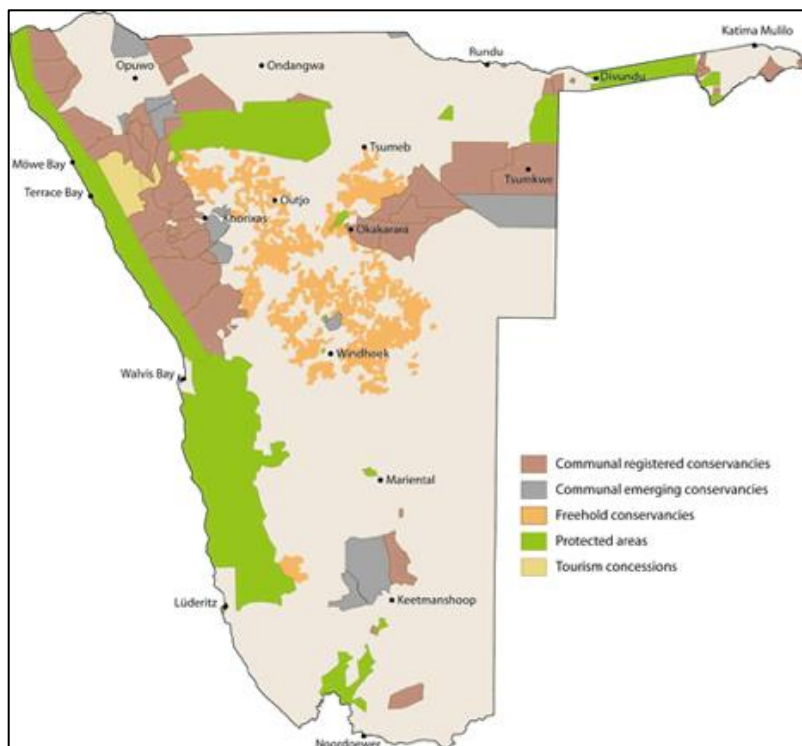 Katima Mulilo
Rundu
Opuwo
Ondangwa
Divundu
Tsumeb
Möwe Bay
Tsumkwe
Terrace Bay
Outjo
Khorixas
Okakarara
Windhoek
Walvis Bay
Communal registered conservancies
Communal emerging conservancies
Mariental
Freehold conservancies
Protected areas
Tourism concessions
Lüderitz
Keetmanshoop
Noordoewer